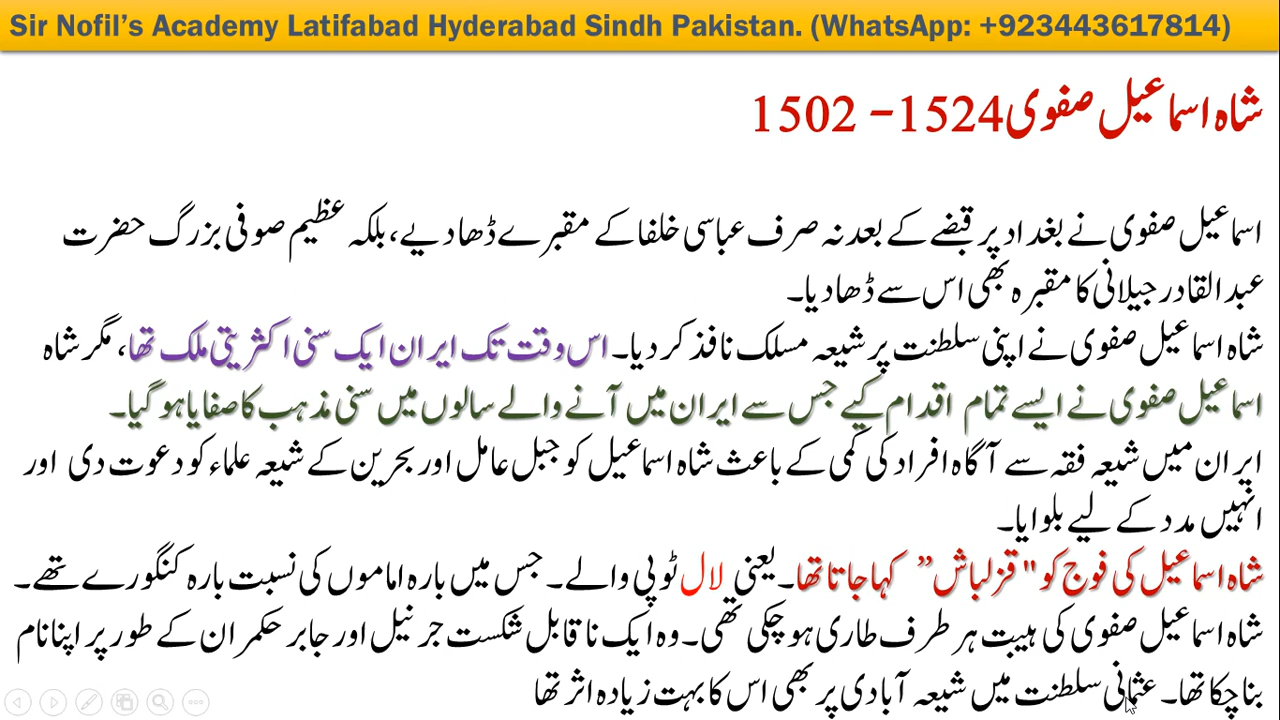 Sir Nofil's Academy Latifabad Hyderabad Sindh Pakistan. (WhatsApp: +923443617814)
شاہ اسماعیل صفوی 1524 – 1502
اسماعیل صفوی نے بغداد پر قبضے کے بعد نہ صرف عباسی خلفا کے مقبرے ڈھا دیے، بلکہ عظیم صوفی بزرگ حضرت
عبد القادر جیلانی کا مقبرہ بھی اس سے ڈھا دیا۔
شاہ اسماعیل صفوی نے اپنی سلطنت پر شیعہ مسلک نافذ کر دیا۔ اس وقت تک ایران ایک سنی اکثریتی ملک تھا، مگر شاہ
اسماعیل صفوی نے ایسے تمام اقدام کیے جس سے ایران میں آنے والے سالوں میں سنی مذہب کا صفایا ہو گیا۔
ایران میں شیعہ فقہ سے آگاہ افراد کی کمی کے باعث شاہ اسماعیل کو جبل عامل اور بحرین کے شیعہ علماء کو دعوت دی اور
انہیں مدد کے لیے بلوایا۔
شاہ اسماعیل کی فوج کو "قزلباش” کہا جاتا تھا۔ یعنی لال ٹوپی والے۔ جس میں بارہ اماموں کی نسبت بارہ کنگورے تھے۔
شاہ اسماعیل صفوی کی ہیبت ہر طرف طاری ہو چکی تھی۔ وہ ایک ناقابل شکست جرنیل اور جابر حکمران کے طور پر اپنا نام
بنا چکا تھا۔ عثمانی سلطنت میں شیعہ آبادی پر بھی اس کا بہت زیادہ اثر تھا